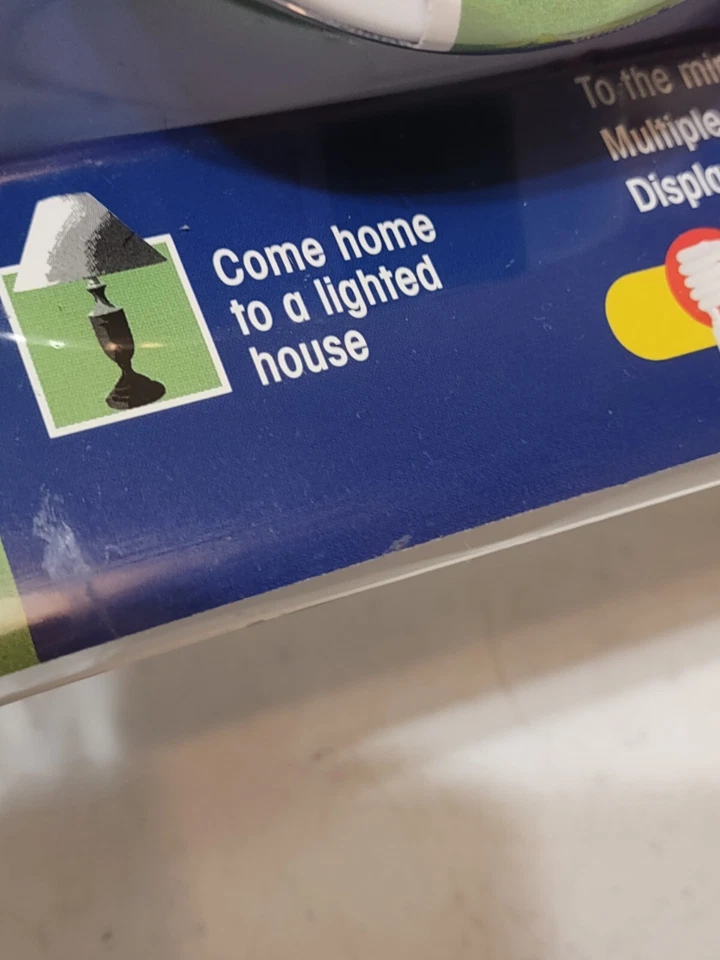 Come home
to a lighted
house
To the
Multiple